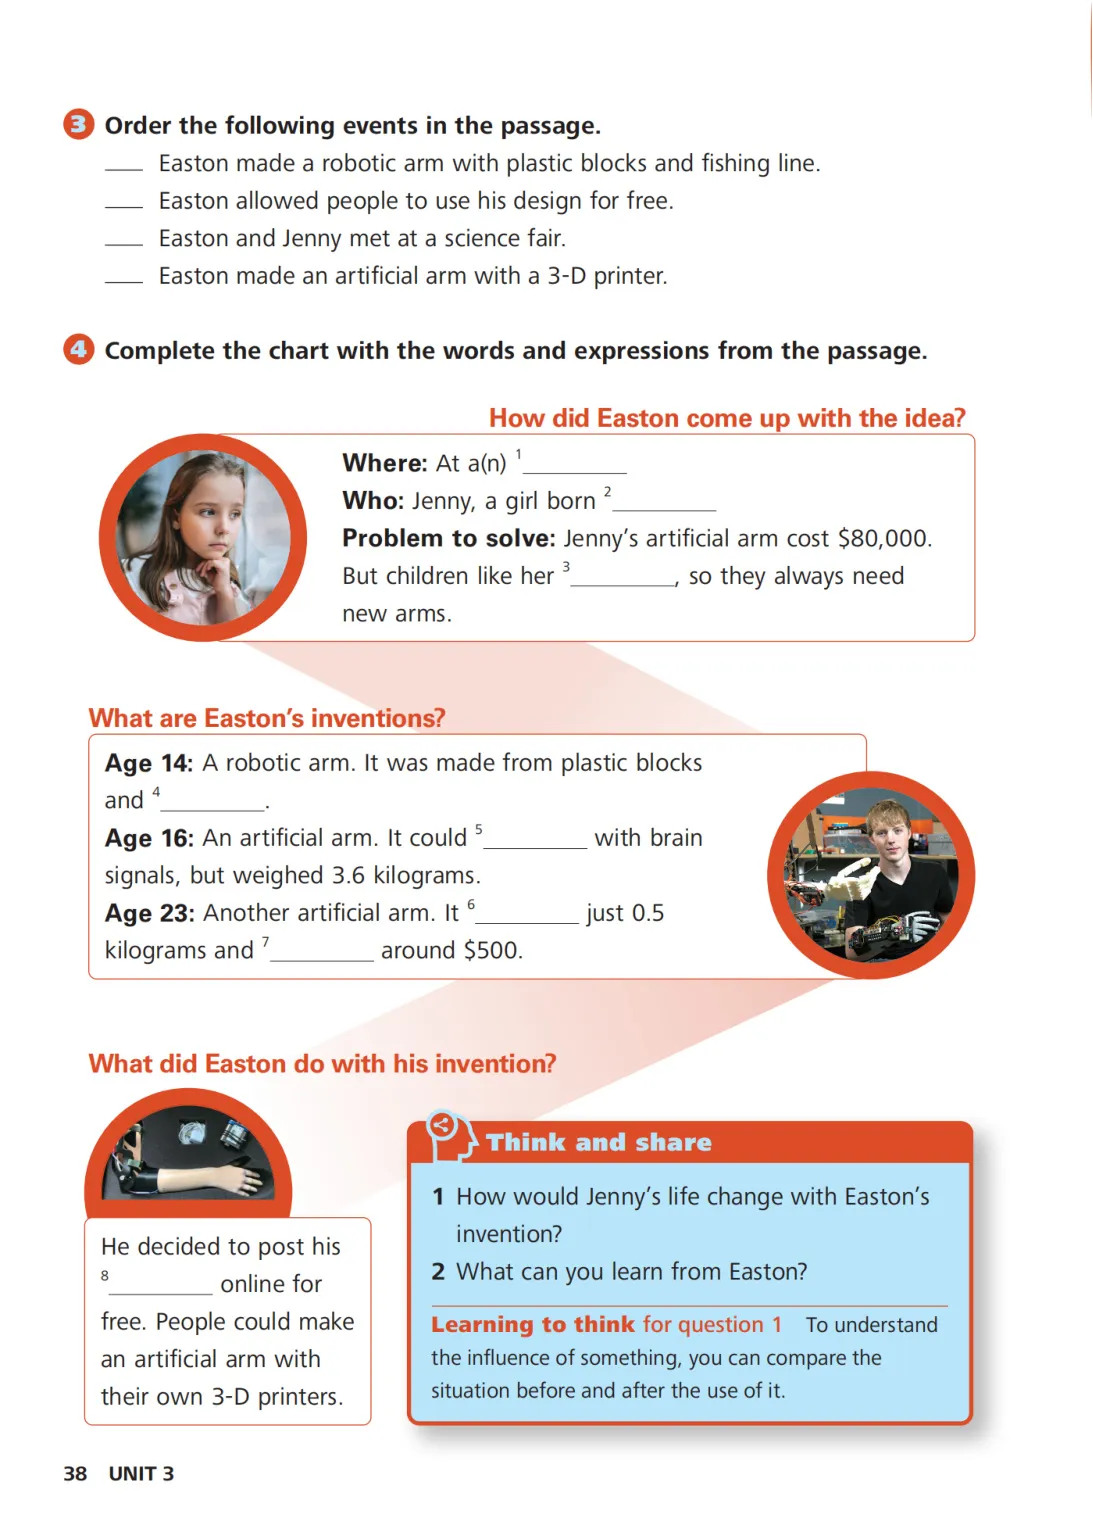 3 Order the following events in the passage.
____ Easton made a robotic arm with plastic blocks and fishing line.
____ Easton allowed people to use his design for free.
____ Easton and Jenny met at a science fair.
____ Easton made an artificial arm with a 3-D printer.
4 Complete the chart with the words and expressions from the passage.
How did Easton come up with the idea?
Where: At a(n) 1________
Who: Jenny, a girl born 2________
Problem to solve: Jenny's artificial arm cost $80,000.
But children like her 3________, so they always need
new arms.
What are Easton's inventions?
Age 14: A robotic arm. It was made from plastic blocks
and 4________.
Age 16: An artificial arm. It could 5________ with brain
signals, but weighed 3.6 kilograms.
Age 23: Another artificial arm. It 6________ just 0.5
kilograms and 7________ around $500.
What did Easton do with his invention?
He decided to post his
8________ online for
free. People could make
an artificial arm with
their own 3-D printers.
Think and share
1 How would Jenny's life change with Easton's
invention?
2 What can you learn from Easton?
Learning to think for question 1 To understand
the influence of something, you can compare the
situation before and after the use of it.
38 UNIT 3